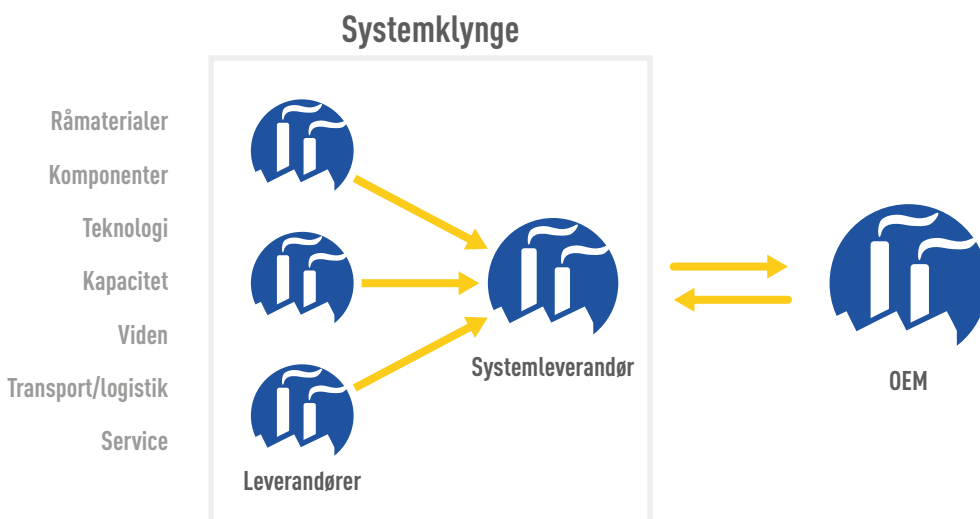 Systemklynge
Råmaterialer
Komponenter
Teknologi
Kapacitet
Viden
Transport/logistik
Service
Leverandører
Systemleverandør
OEM